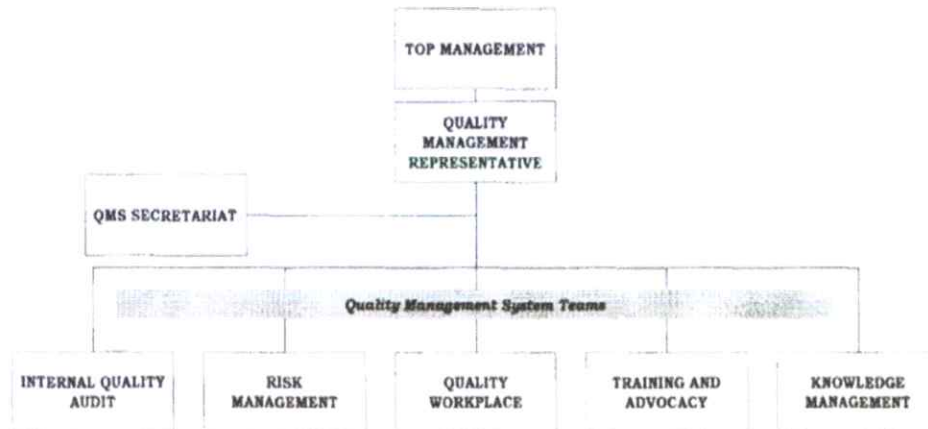 TOP MANAGEMENT
QUALITY
MANAGEMENT
REPRESENTATIVE
QMS SECRETARIAT
Quality Management System Teams
INTERNAL QUALITY
AUDIT
RISK
MANAGEMENT
QUALITY
WORKPLACE
TRAINING AND
ADVOCACY
KNOWLEDGE
MANAGEMENT